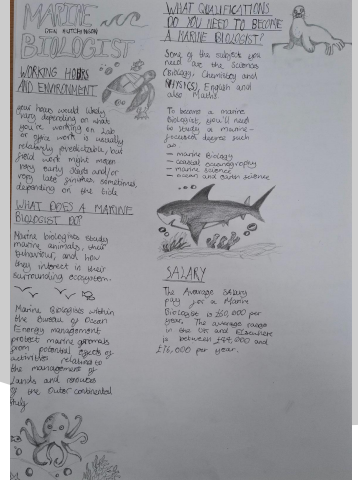 MARINE
BEN HUTCHISON
BIOLOGIST
WORKING HOURS
AND ENVIRONMENT
your hours would likely
vary depending on what
you're working on. Lab
or office work is usually
relatively predictable, but
field work might mean
very early starts and/or
very late finishes sometimes,
depending on the tide
WHAT DOES A MARINE
BIOLOGIST DO?
Marine biologists study
marine animals, their
behaviour, and how
they interest in their
surrounding ecosystem.
Marine Biologists within
the Bureau of Ocean
Energy management
protect marine animals
from potential effects of
activities relating to
the management of
Lands and
of the Outer continental
WHAT QUALIFICATIONS
DO YOU NEED TO BECOME
A MARINE BIOLOGIST?
Some of the subject you
need are the Sciences
(Biology, Chemistry and
PHYSICS), English and
also Maths.
To become a marine
Biologist, you'll need
to study a marine-
focused degree such
as
- marine Biology
- coastal oceanography
- marine science
- ocean and earth science
SALARY
The Average Salary
pay for a Marine
Biologist is £60,000 per
year. The average range
in the UK and Elsewhere
is between £44,000 and
£76,000 per year.